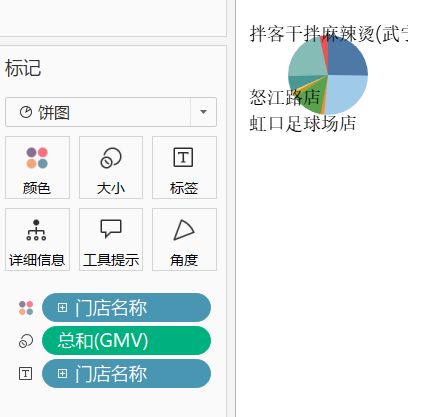 标记
饼图
颜色
大小
标签
详细信息
工具提示
角度
门店名称
总和(GMV)
门店名称
拌客干拌麻辣烫(武宁
怒江路店
虹口足球场店